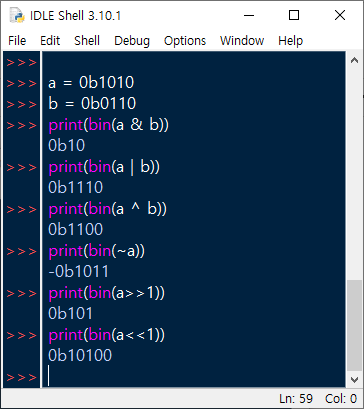 IDLE Shell 3.10.1
File Edit Shell Debug Options Window Help
>>>
>>> a = 0b1010
>>> b = 0b0110
>>> print(bin(a & b))
0b10
>>> print(bin(a | b))
0b1110
>>> print(bin(a ^ b))
0b1100
>>> print(bin(~a))
-0b1011
>>> print(bin(a>>1))
0b101
>>> print(bin(a<<1))
0b10100
>>>
Ln: 59 Col: 0